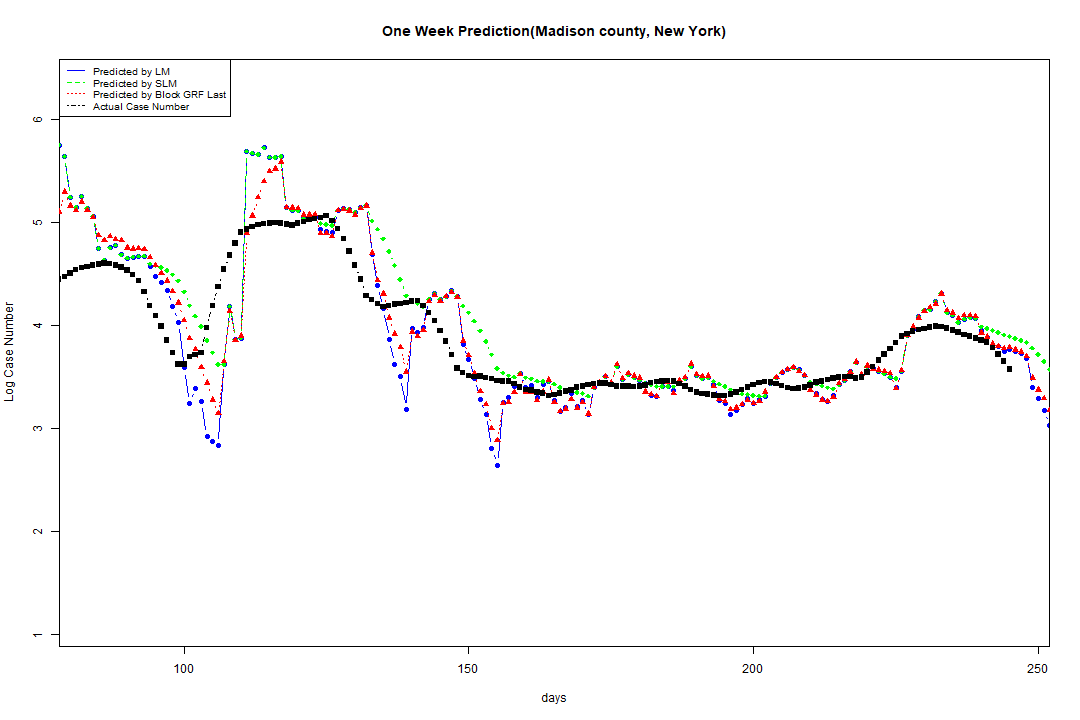 One Week Prediction(Madison county, New York)
Predicted by LM
Predicted by SLM
Predicted by Block GRF Last
Actual Case Number
Log Case Number
6
5
4
3
2
1
100
150
200
250
days